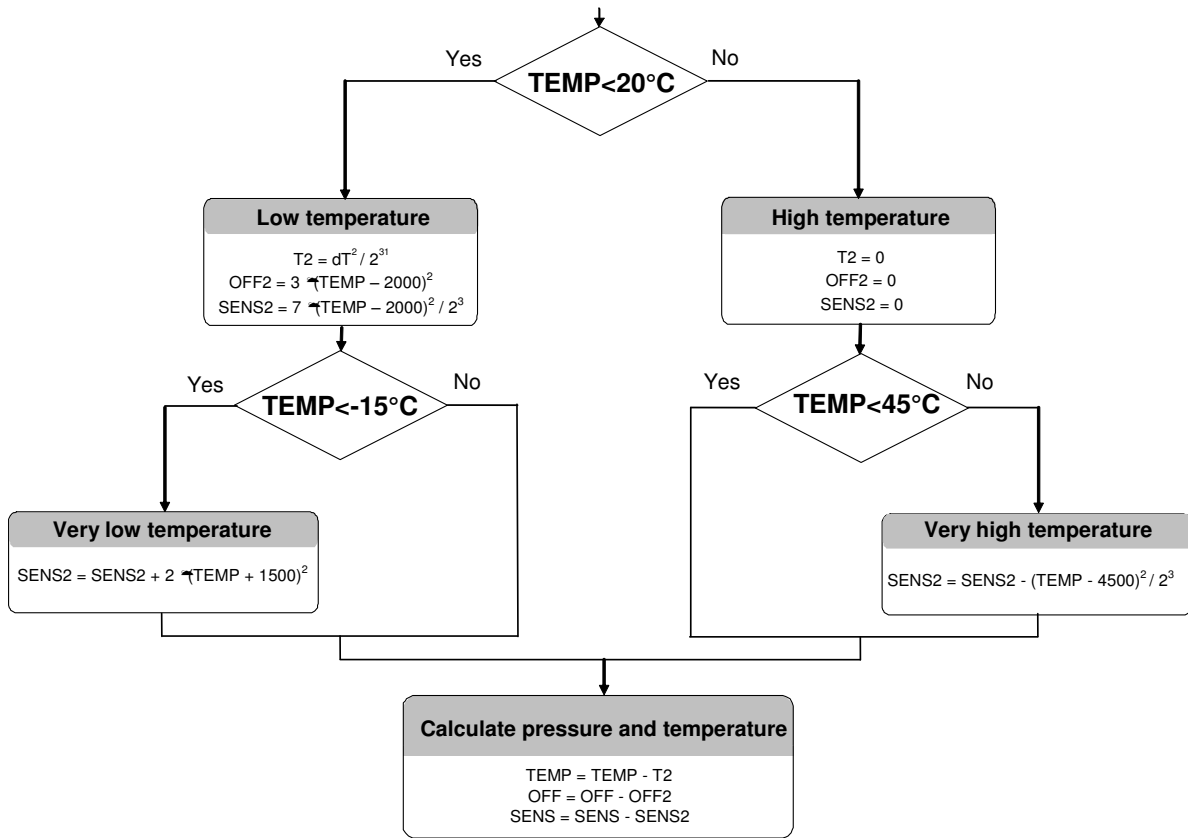 Yes
No
TEMP<20°C
Low temperature
T2 = dT² / 2³¹
OFF2 = 3 (TEMP – 2000)²
SENS2 = 7 (TEMP – 2000)² / 2³
High temperature
T2 = 0
OFF2 = 0
SENS2 = 0
Yes
No
TEMP<-15°C
Yes
No
TEMP<45°C
Very low temperature
SENS2 = SENS2 + 2 (TEMP + 1500)²
Very high temperature
SENS2 = SENS2 - (TEMP - 4500)² / 2³
Calculate pressure and temperature
TEMP = TEMP - T2
OFF = OFF - OFF2
SENS = SENS - SENS2